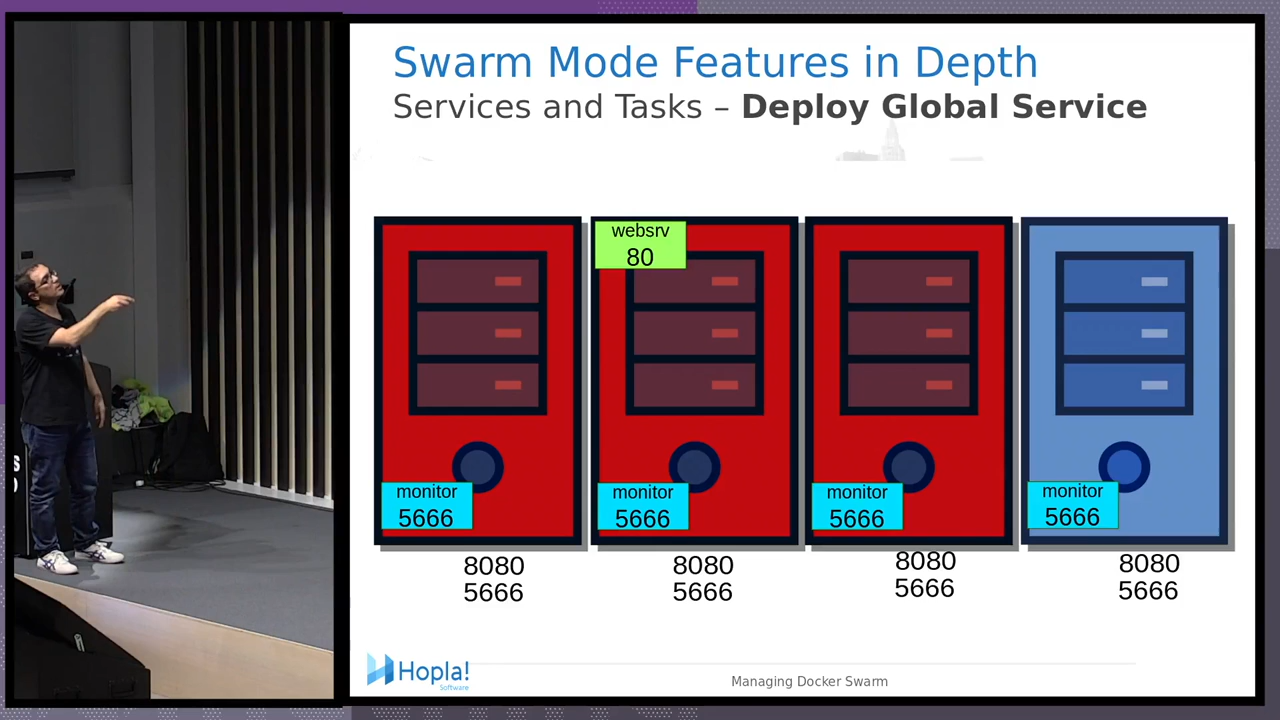 Swarm Mode Features in Depth
Services and Tasks – Deploy Global Service
websrv
80
monitor
5666
monitor
5666
monitor
5666
monitor
5666
8080
5666
8080
5666
8080
5666
8080
5666
Hopla!
Software
Managing Docker Swarm